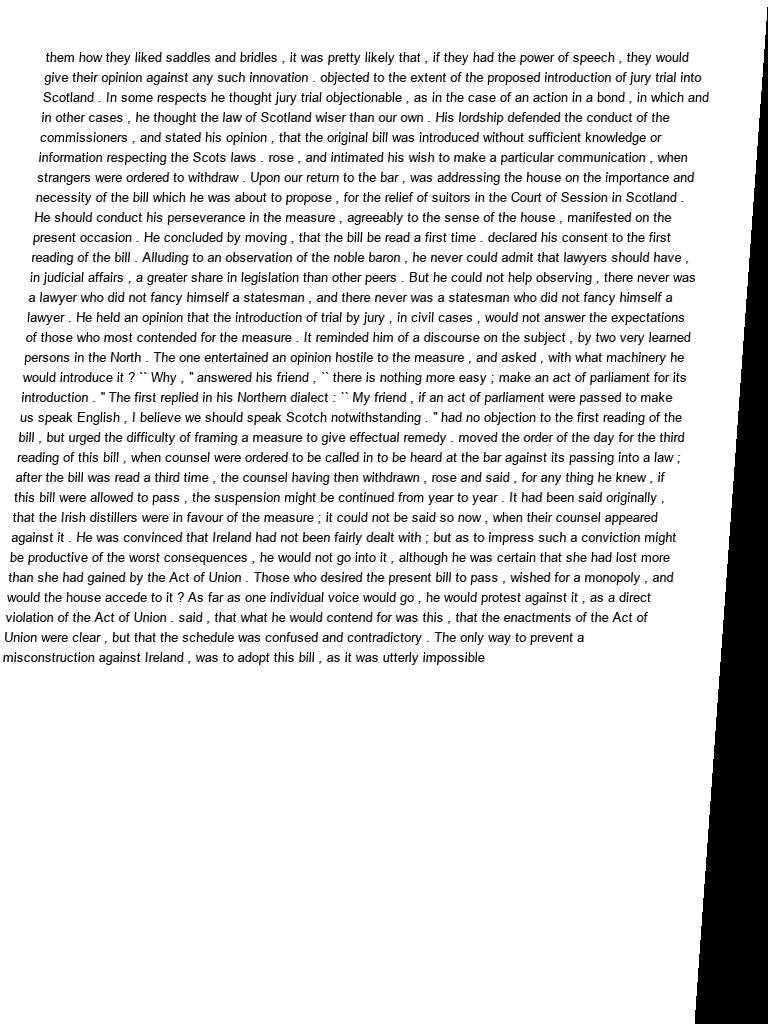 them how they liked saddles and bridles , it was pretty likely that , if they had the power of speech , they would
give their opinion against any such innovation . objected to the extent of the proposed introduction of jury trial into
Scotland . In some respects he thought jury trial objectionable , as in the case of an action in a bond , in which and
in other cases , he thought the law of Scotland wiser than our own . His lordship defended the conduct of the
commissioners , and stated his opinion , that the original bill was introduced without sufficient knowledge or
information respecting the Scots laws . rose , and intimated his wish to make a particular communication , when
strangers were ordered to withdraw . Upon our return to the bar , was addressing the house on the importance and
necessity of the bill which he was about to propose , for the relief of suitors in the Court of Session in Scotland .
He should conduct his perseverance in the measure , agreeably to the sense of the house , manifested on the
present occasion . He concluded by moving , that the bill be read a first time . declared his consent to the first
reading of the bill . Alluding to an observation of the noble baron , he never could admit that lawyers should have ,
in judicial affairs , a greater share in legislation than other peers . But he could not help observing , there never was
a lawyer who did not fancy himself a statesman , and there never was a statesman who did not fancy himself a
lawyer . He held an opinion that the introduction of trial by jury , in civil cases , would not answer the expectations
of those who most contended for the measure . It reminded him of a discourse on the subject , by two very learned
persons in the North . The one entertained an opinion hostile to the measure , and asked , with what machinery he
would introduce it ? `` Why , " answered his friend , `` there is nothing more easy ; make an act of parliament for its
introduction . " The first replied in his Northern dialect : `` My friend , if an act of parliament were passed to make
us speak English , I believe we should speak Scotch notwithstanding . " had no objection to the first reading of the
bill , but urged the difficulty of framing a measure to give effectual remedy . moved the order of the day for the third
reading of this bill , when counsel were ordered to be called in to be heard at the bar against its passing into a law ;
after the bill was read a third time , the counsel having then withdrawn , rose and said , for any thing he knew , if
this bill were allowed to pass , the suspension might be continued from year to year . It had been said originally ,
that the Irish distillers were in favour of the measure ; it could not be said so now , when their counsel appeared
against it . He was convinced that Ireland had not been fairly dealt with ; but as to impress such a conviction might
be productive of the worst consequences , he would not go into it , although he was certain that she had lost more
than she had gained by the Act of Union . Those who desired the present bill to pass , wished for a monopoly , and
would the house accede to it ? As far as one individual voice would go , he would protest against it , as a direct
violation of the Act of Union . said , that what he would contend for was this , that the enactments of the Act of
Union were clear , but that the schedule was confused and contradictory . The only way to prevent a
misconstruction against Ireland , was to adopt this bill , as it was utterly impossible